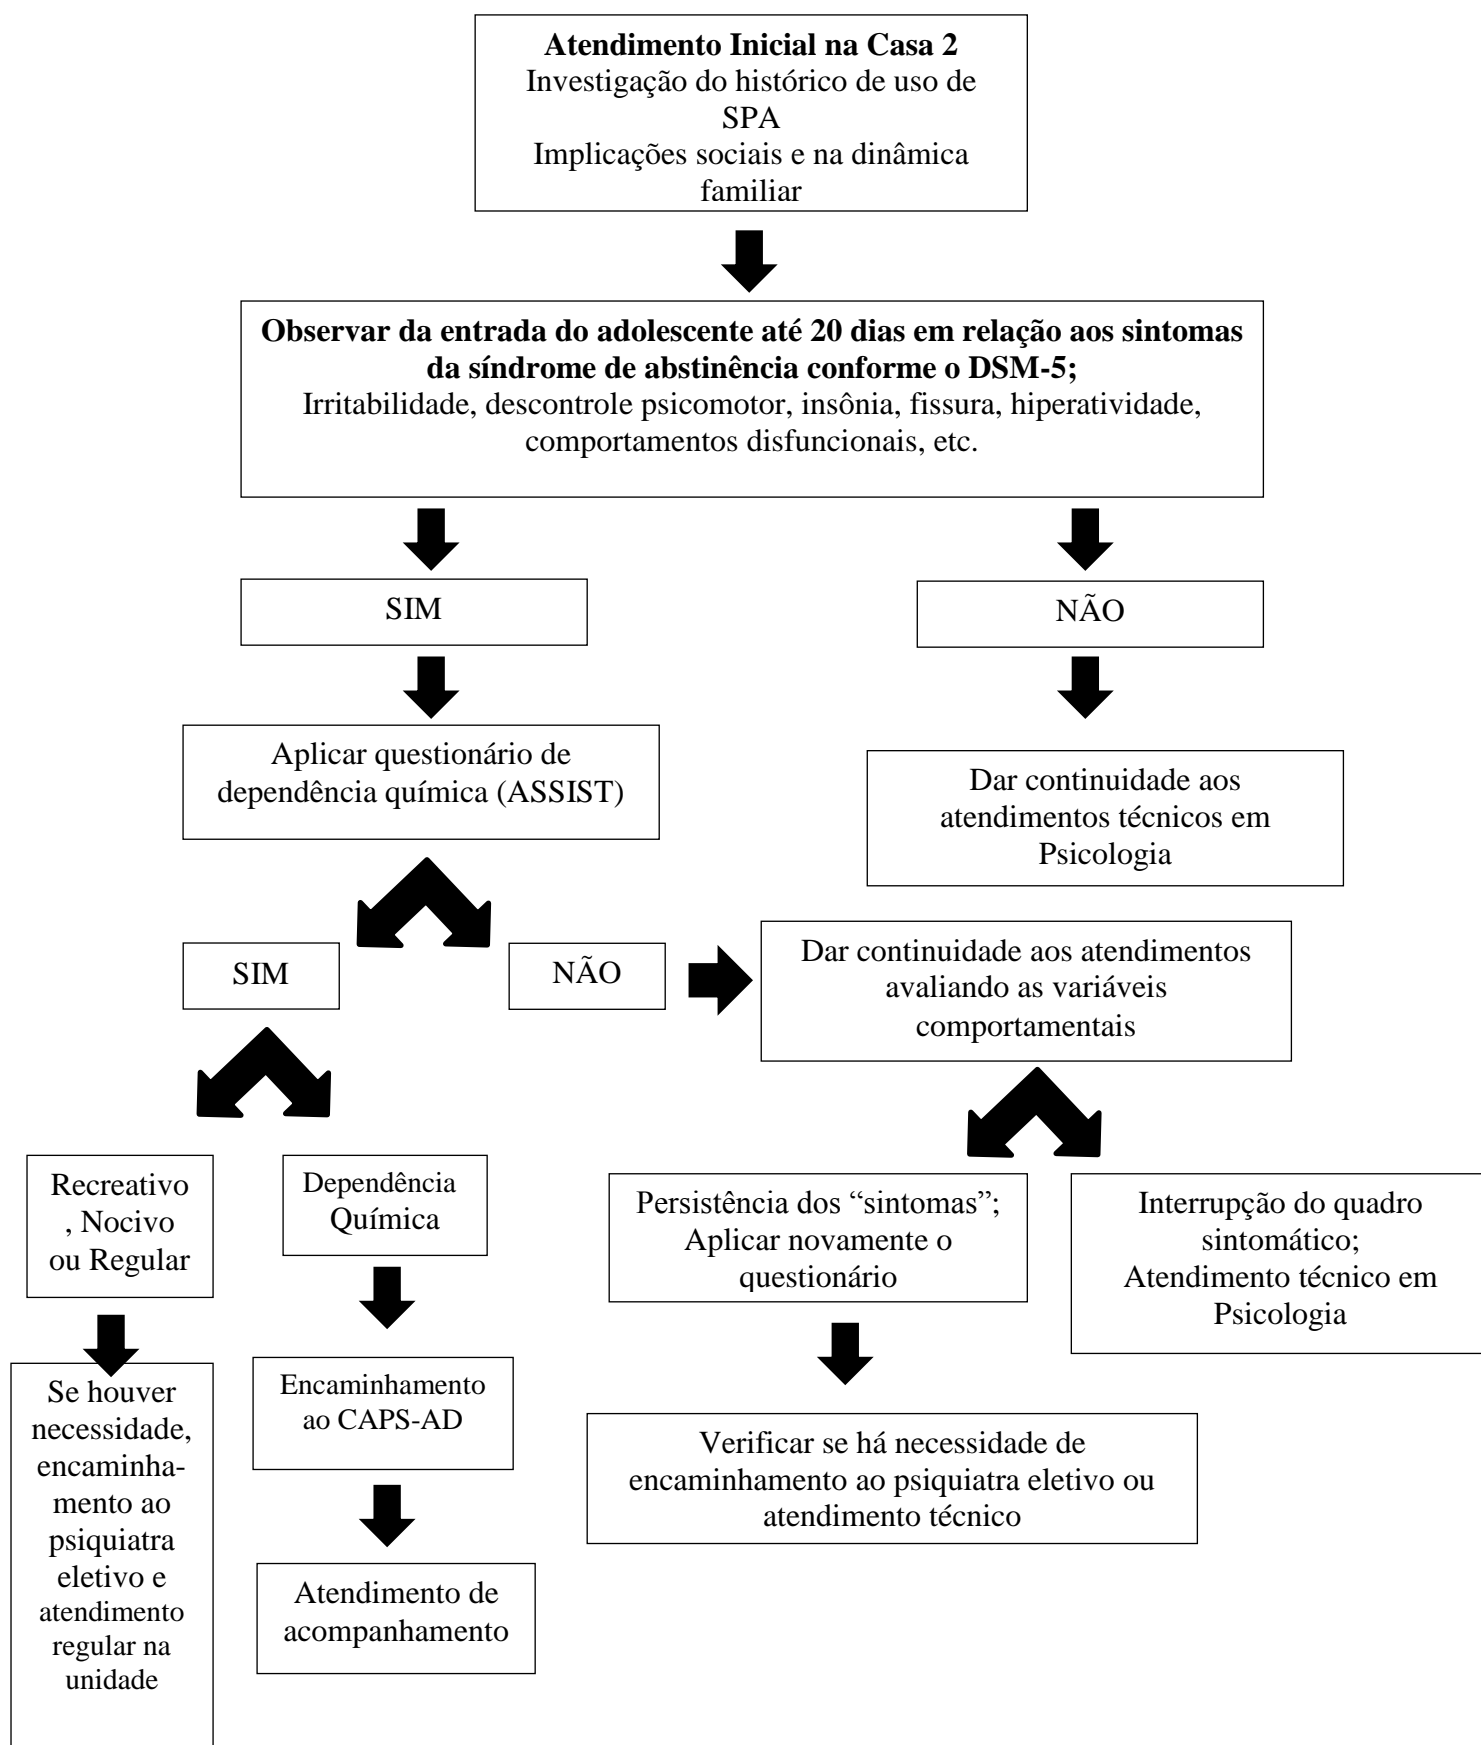 Atendimento Inicial na Casa 2
Investigação do histórico de uso de
SPA
Implicações sociais e na dinâmica
familiar
Observar da entrada do adolescente até 20 dias em relação aos sintomas
da síndrome de abstinência conforme o DSM-5;
Irritabilidade, descontrole psicomotor, insônia, fissura, hiperatividade,
comportamentos disfuncionais, etc.
SIM
NÃO
Aplicar questionário de
dependência química (ASSIST)
Dar continuidade aos
atendimentos técnicos em
Psicologia
SIM
NÃO
Dar continuidade aos atendimentos
avaliando as variáveis
comportamentais
Recreativo
, Nocivo
ou Regular
Dependência
Química
Persistência dos “sintomas”;
Aplicar novamente o
questionário
Interrupção do quadro
sintomático;
Atendimento técnico em
Psicologia
Se houver
necessidade,
encaminha-
mento ao
psiquiatra
eletivo e
atendimento
regular na
unidade
Encaminhamento
ao CAPS-AD
Verificar se há necessidade de
encaminhamento ao psiquiatra eletivo ou
atendimento técnico
Atendimento de
acompanhamento